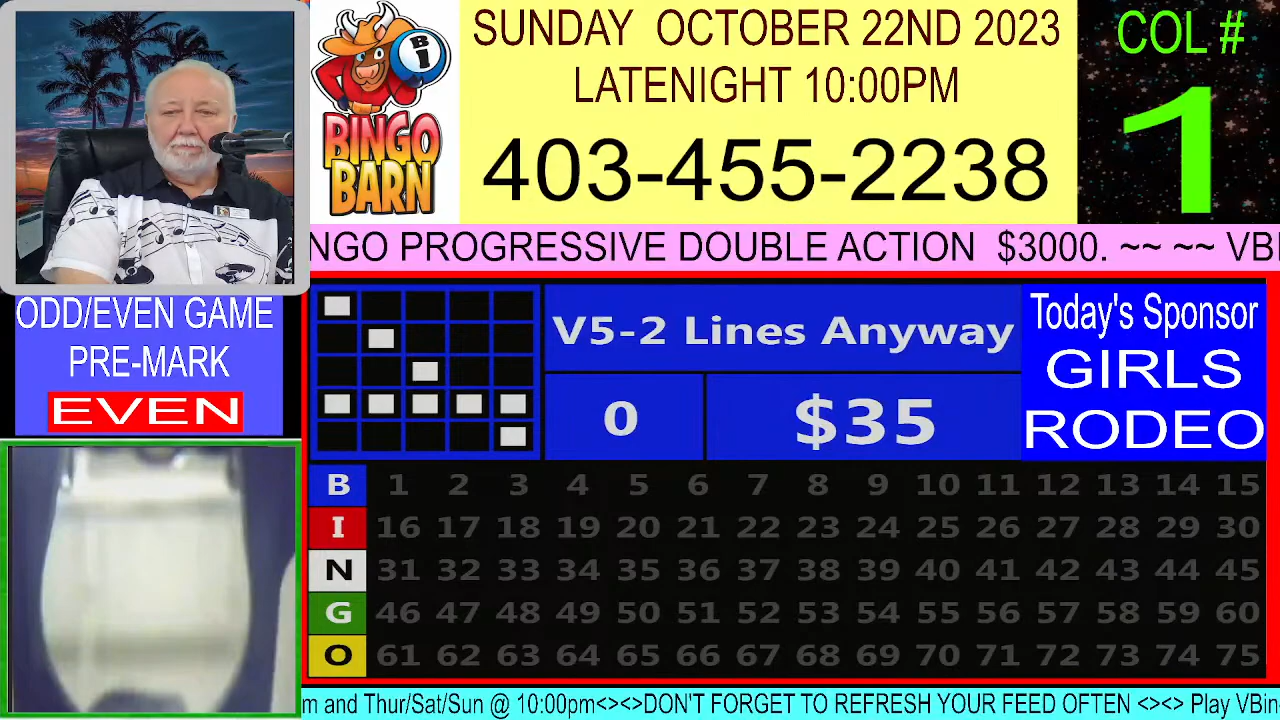 BINGO
BARN
B
I
SUNDAY OCTOBER 22ND 2023
LATENIGHT 10:00PM
403-455-2238
COL #
1
NGO PROGRESSIVE DOUBLE ACTION $3000. ~~ ~~ VB
ODD/EVEN GAME
PRE-MARK
EVEN
V5-2 Lines Anyway
0
$35
Today's Sponsor
GIRLS
RODEO
B 1 2 3 4 5 6 7 8 9 10 11 12 13 14 15
I 16 17 18 19 20 21 22 23 24 25 26 27 28 29 30
N 31 32 33 34 35 36 37 38 39 40 41 42 43 44 45
G 46 47 48 49 50 51 52 53 54 55 56 57 58 59 60
O 61 62 63 64 65 66 67 68 69 70 71 72 73 74 75
m and Thur/Sat/Sun @ 10:00pm<><>DON'T FORGET TO REFRESH YOUR FEED OFTEN <><> Play VBin